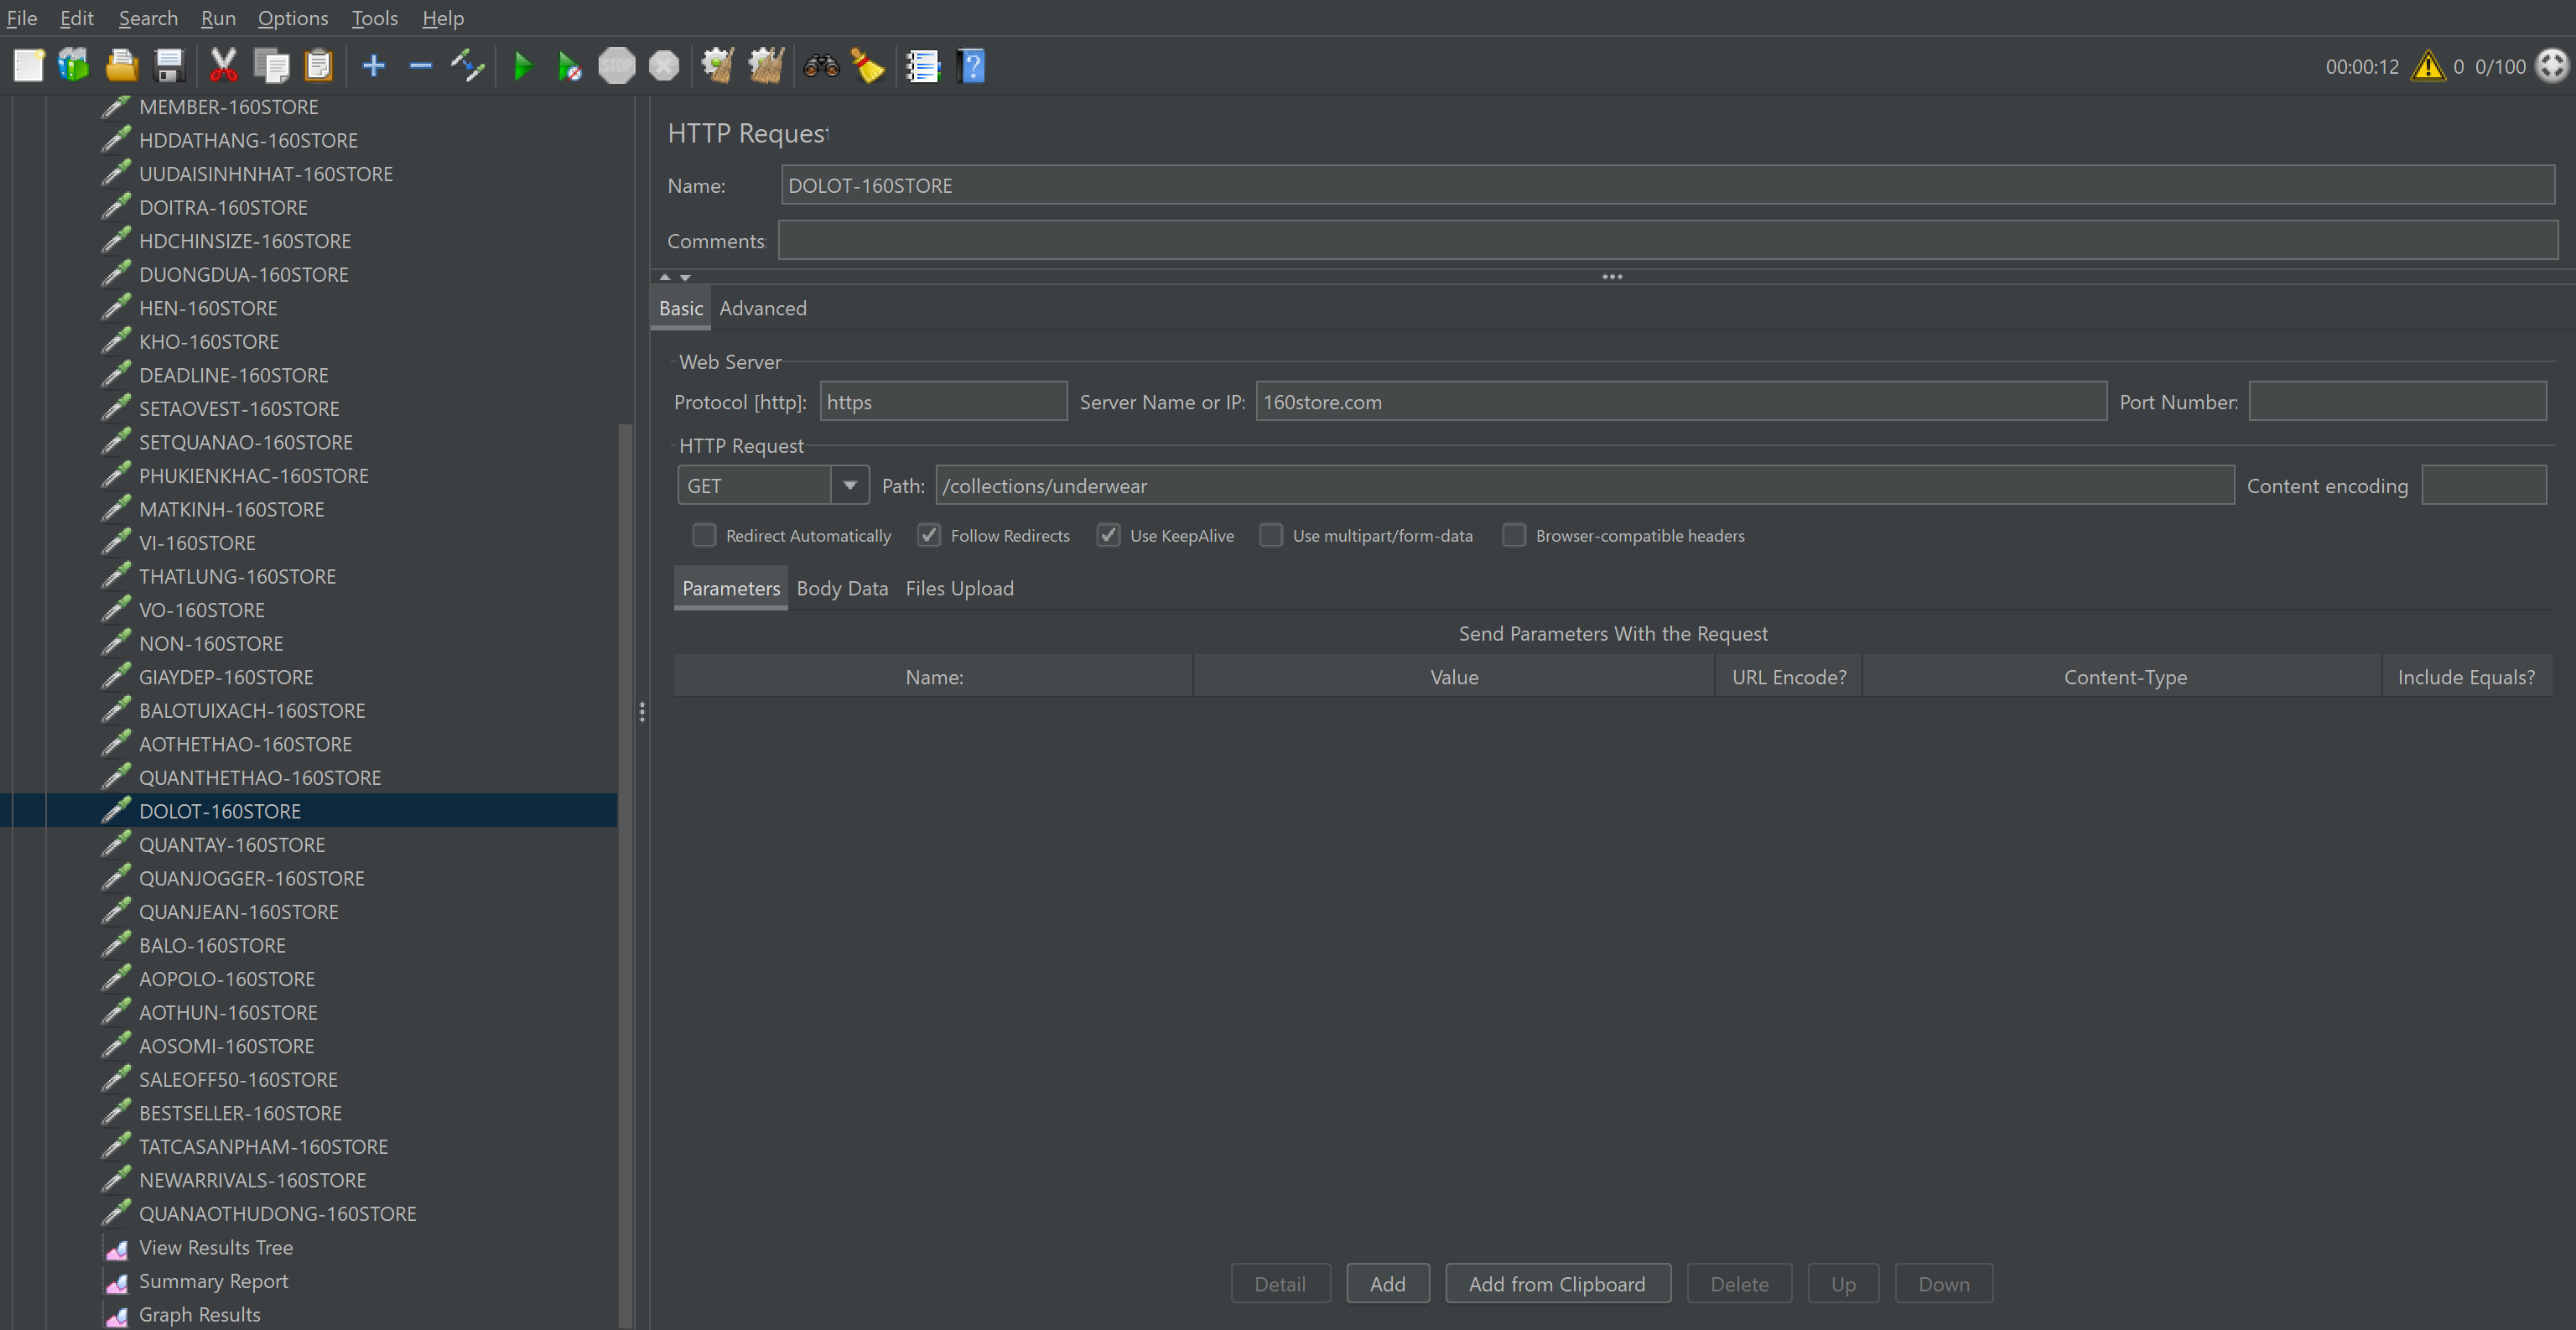 File Edit Search Run Options Tools Help
STOP
00:00:12 0 0/100
MEMBER-160STORE
HDDATHANG-160STORE
UUDAISINHNHAT-160STORE
DOITRA-160STORE
HDCHINSIZE-160STORE
DUONGDUA-160STORE
HEN-160STORE
KHO-160STORE
DEADLINE-160STORE
SETAOVEST-160STORE
SETQUANAO-160STORE
PHUKIENKHAC-160STORE
MATKINH-160STORE
VI-160STORE
THATLUNG-160STORE
VO-160STORE
NON-160STORE
GIAYDEP-160STORE
BALOTUIXACH-160STORE
AOTHETHAO-160STORE
QUANTHETHAO-160STORE
DOLOT-160STORE
QUANTAY-160STORE
QUANJOGGER-160STORE
QUANJEAN-160STORE
BALO-160STORE
AOPOLO-160STORE
AOTHUN-160STORE
AOSOMI-160STORE
SALEOFF50-160STORE
BESTSELLER-160STORE
TATCASANPHAM-160STORE
NEWARRIVALS-160STORE
QUANAOTHUDONG-160STORE
View Results Tree
Summary Report
Graph Results
HTTP Request
Name: DOLOT-160STORE
Comments:
Basic Advanced
Web Server
Protocol [http]: https Server Name or IP: 160store.com Port Number:
HTTP Request
GET Path: /collections/underwear Content encoding
Redirect Automatically Follow Redirects Use KeepAlive Use multipart/form-data Browser-compatible headers
Parameters Body Data Files Upload
Send Parameters With the Request
Name: Value URL Encode? Content-Type Include Equals?
Detail Add Add from Clipboard Delete Up Down